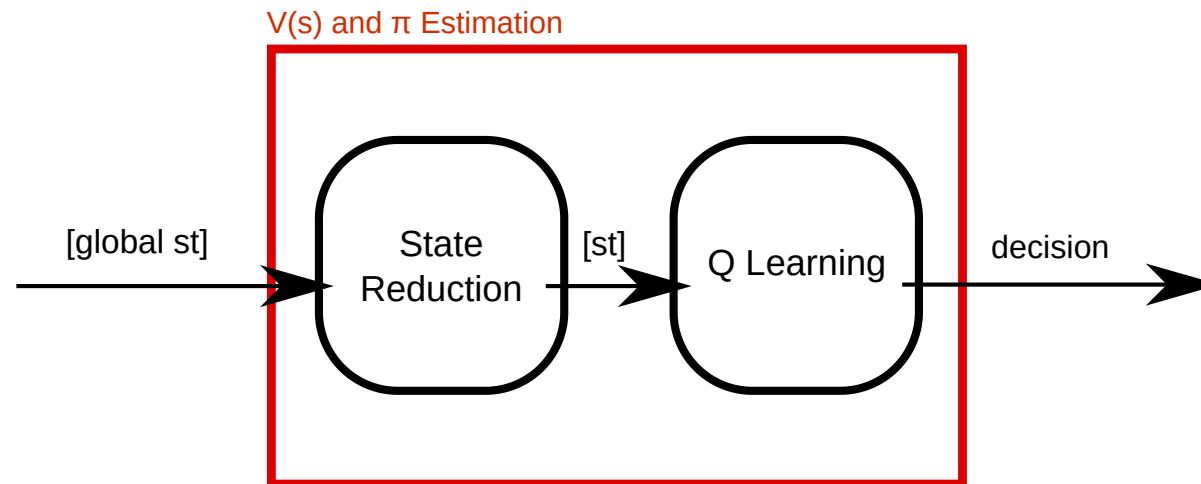 V(s) and π Estimation
[global st]
State
Reduction
[st]
Q Learning
decision